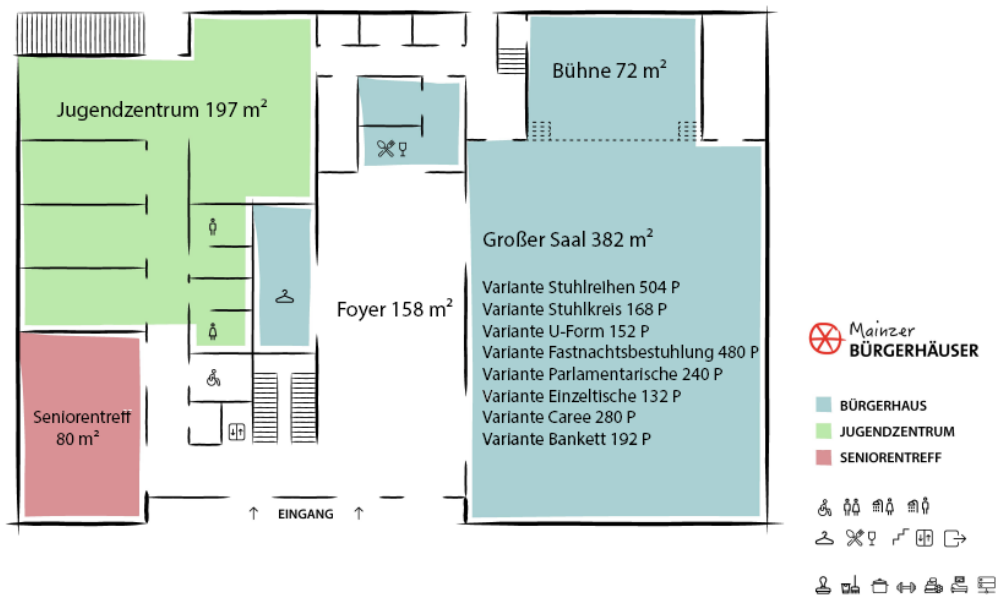 Jugendzentrum 197 m²
Bühne 72 m²
Großer Saal 382 m²
Variante Stuhlreihen 504 P
Variante Stuhlkreis 168 P
Variante U-Form 152 P
Variante Fastnachtsbestuhlung 480 P
Variante Parlamentarische 240 P
Variante Einzeltische 132 P
Variante Caree 280 P
Variante Bankett 192 P
Foyer 158 m²
Seniorentreff
80 m²
EINGANG
Mainzer
BÜRGERHÄUSER
BÜRGERHAUS
JUGENDZENTRUM
SENIORENTREFF